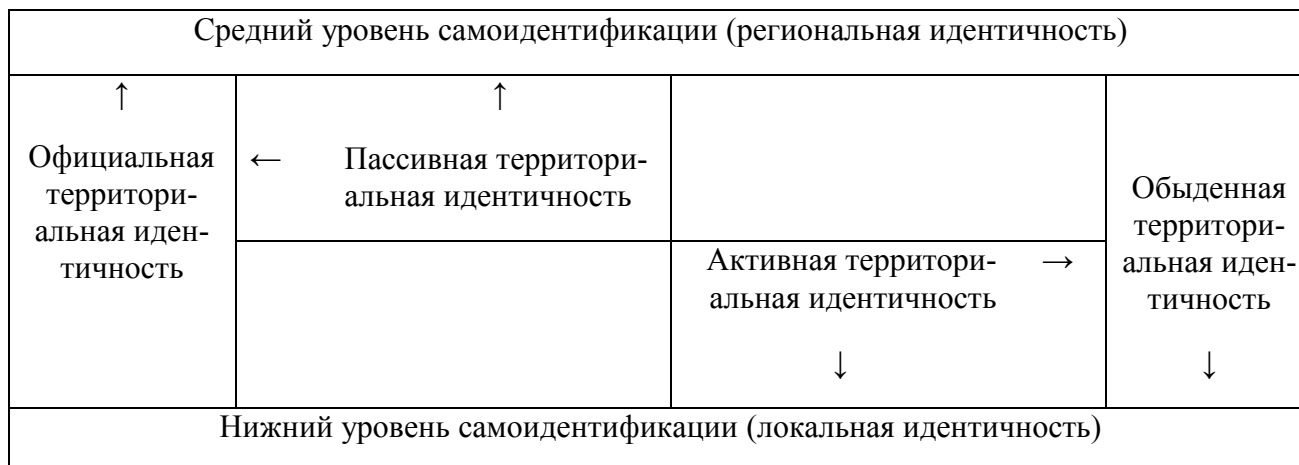 Средний уровень самоидентификации (региональная идентичность)
↑
Официальная
территори-
альная иден-
тичность
↑
← Пассивная территори-
альная идентичность
Активная территори- →
альная идентичность
↓
Обыденная
территори-
альная иден-
тичность
↓
Нижний уровень самоидентификации (локальная идентичность)